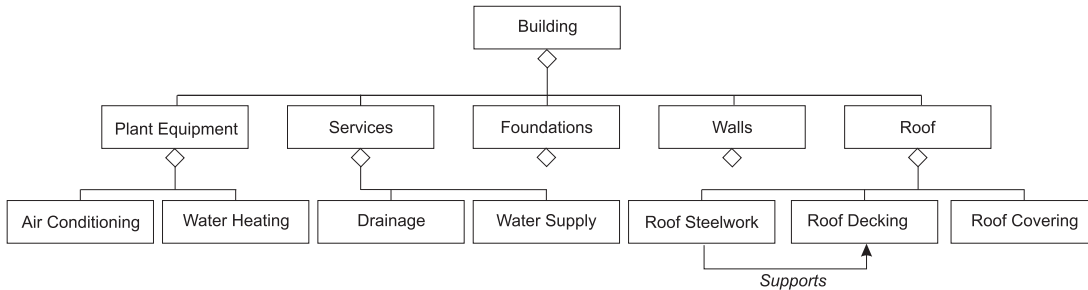 Building
Plant Equipment
Services
Foundations
Walls
Roof
Air Conditioning
Water Heating
Drainage
Water Supply
Roof Steelwork
Roof Decking
Roof Covering
Supports